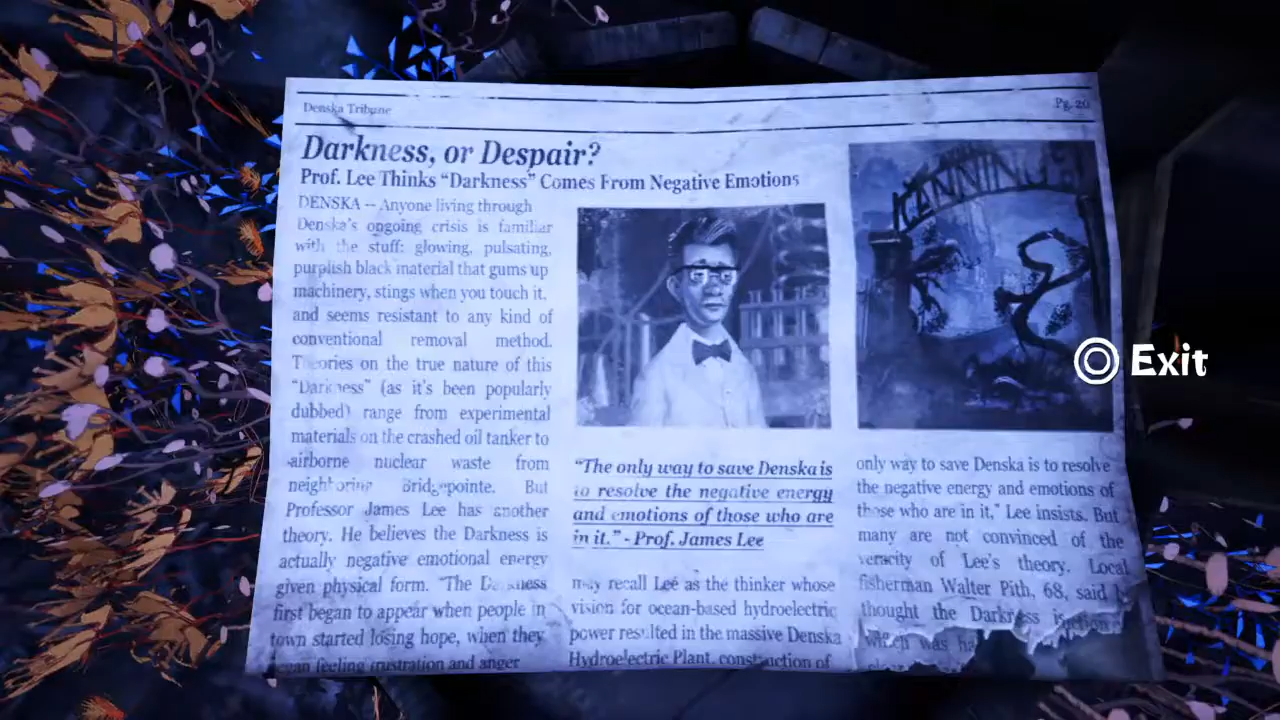 Denska Tribune
Pg. 20
Darkness, or Despair?
Prof. Lee Thinks “Darkness” Comes From Negative Emotions
DENSKA -- Anyone living through
Denska's ongoing crisis is familiar
with the stuff: glowing, pulsating,
purplish black material that gums up
machinery, stings when you touch it,
and seems resistant to any kind of
conventional removal method.
Theories on the true nature of this
“Darkness” (as it's been popularly
dubbed) range from experimental
materials on the crashed oil tanker to
airborne nuclear waste from
neighboring Bridgepointe. But
Professor James Lee has another
theory. He believes the Darkness is
actually negative emotional energy
given physical form. “The Darkness
first began to appear when people in
town started losing hope, when they
began feeling frustration and anger
“The only way to save Denska is
to resolve the negative energy
and emotions of those who are
in it.” - Prof. James Lee
may recall Lee as the thinker whose
vision for ocean-based hydroelectric
power resulted in the massive Denska
Hydroelectric Plant, construction of
CANNING
only way to save Denska is to resolve
the negative energy and emotions of
those who are in it,” Lee insists. But
many are not convinced of the
veracity of Lee's theory. Local
fisherman Walter Pith, 68, said
thought the Darkness
which was
Exit